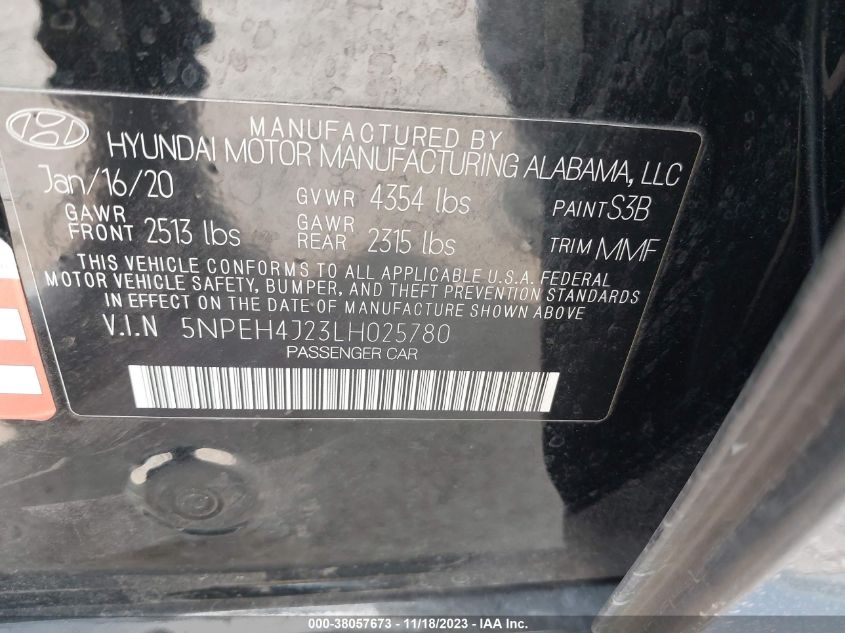 MANUFACTURED BY
HYUNDAI MOTOR MANUFACTURING ALABAMA, LLC
Jan/16/20
GVWR 4354 lbs
PAINT S3B
GAWR
FRONT 2513 lbs
GAWR
REAR 2315 lbs
TRIM MMF
THIS VEHICLE CONFORMS TO ALL APPLICABLE U.S.A. FEDERAL
MOTOR VEHICLE SAFETY, BUMPER, AND THEFT PREVENTION STANDARDS
IN EFFECT ON THE DATE OF MANUFACTURE SHOWN ABOVE
V.I.N 5NPEH4J23LH025780
PASSENGER CAR
000-38057673 - 11/18/2023 - IAA Inc.